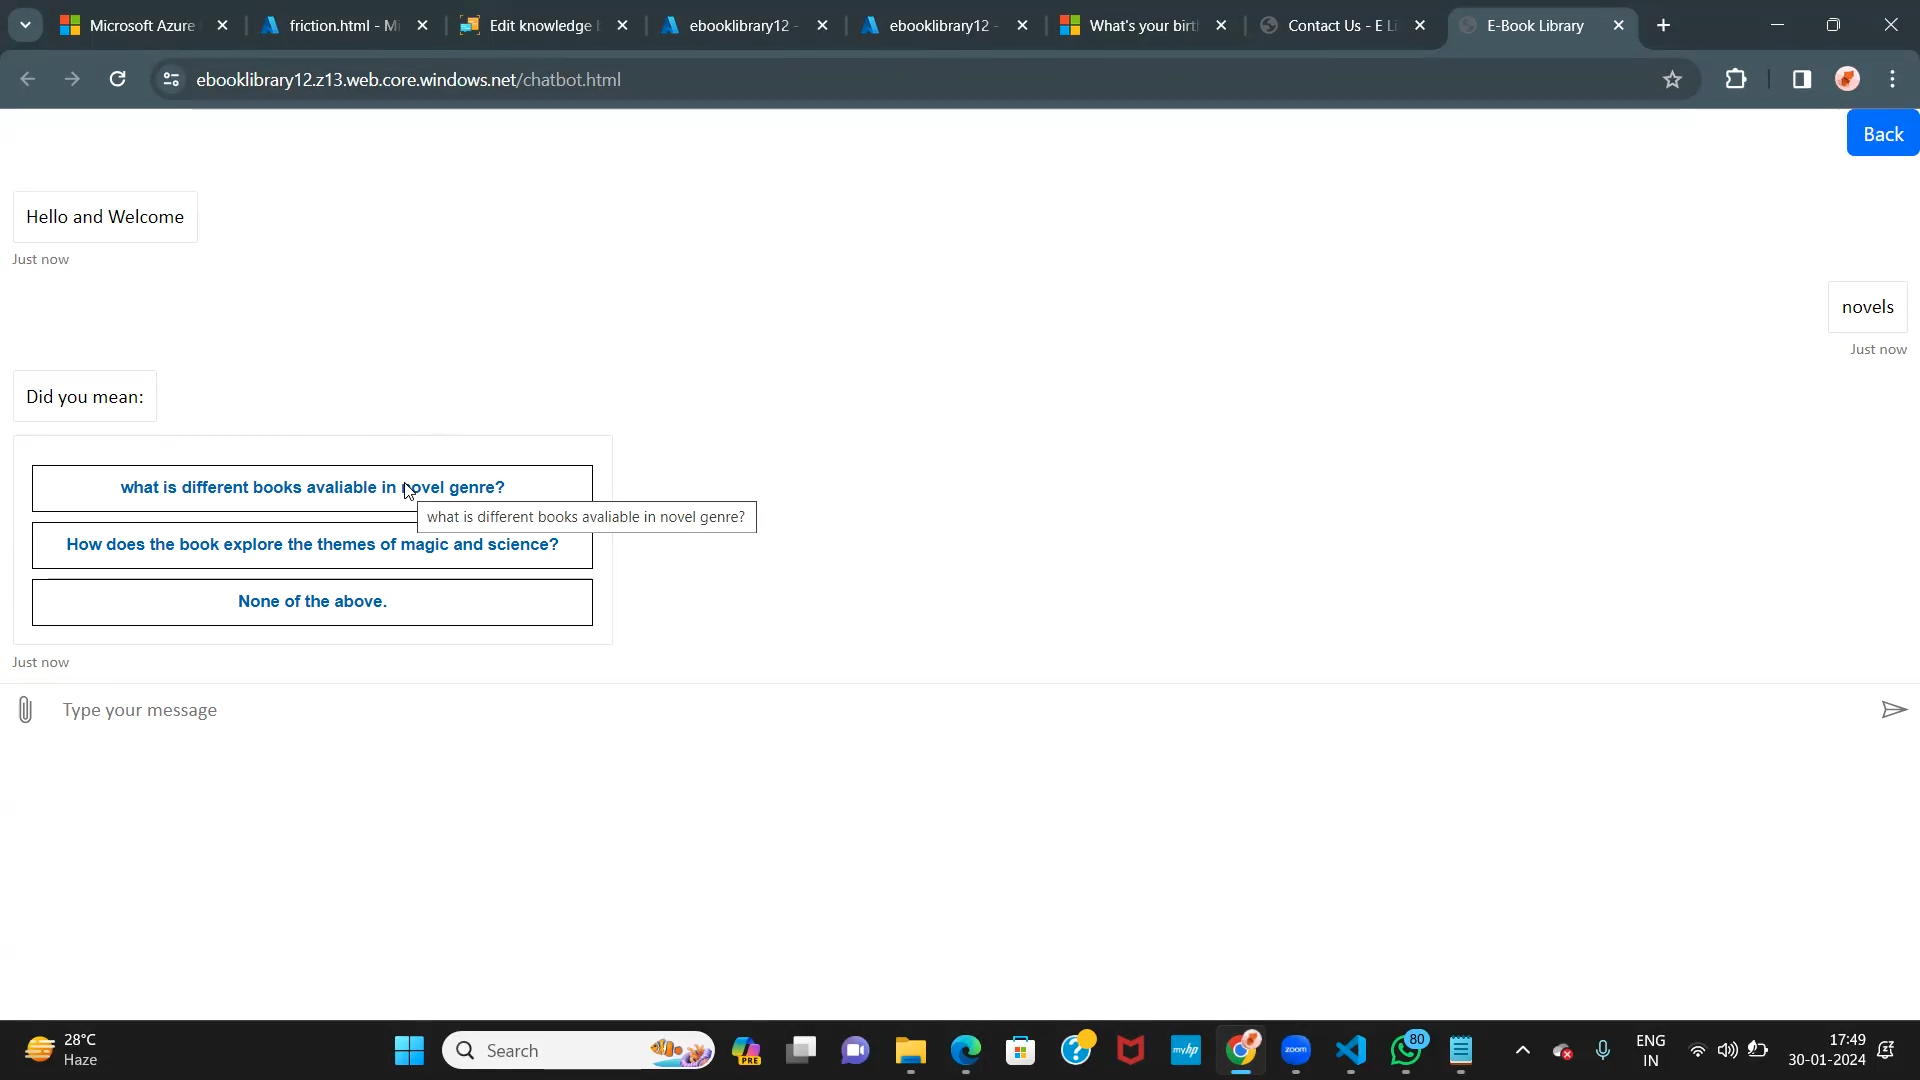 Microsoft Azure
friction.html - Mi
Edit knowledge b
ebooklibrary12 -
ebooklibrary12 -
What's your birt
Contact Us - E Li
E-Book Library
ebooklibrary12.z13.web.core.windows.net/chatbot.html
Back
Hello and Welcome
Just now
novels
Just now
Did you mean:
what is different books avaliable in novel genre?
what is different books avaliable in novel genre?
How does the book explore the themes of magic and science?
None of the above.
Just now
Type your message
28°C
Haze
Search
PRE
myhp
zoom
80
ENG
IN
17:49
30-01-2024